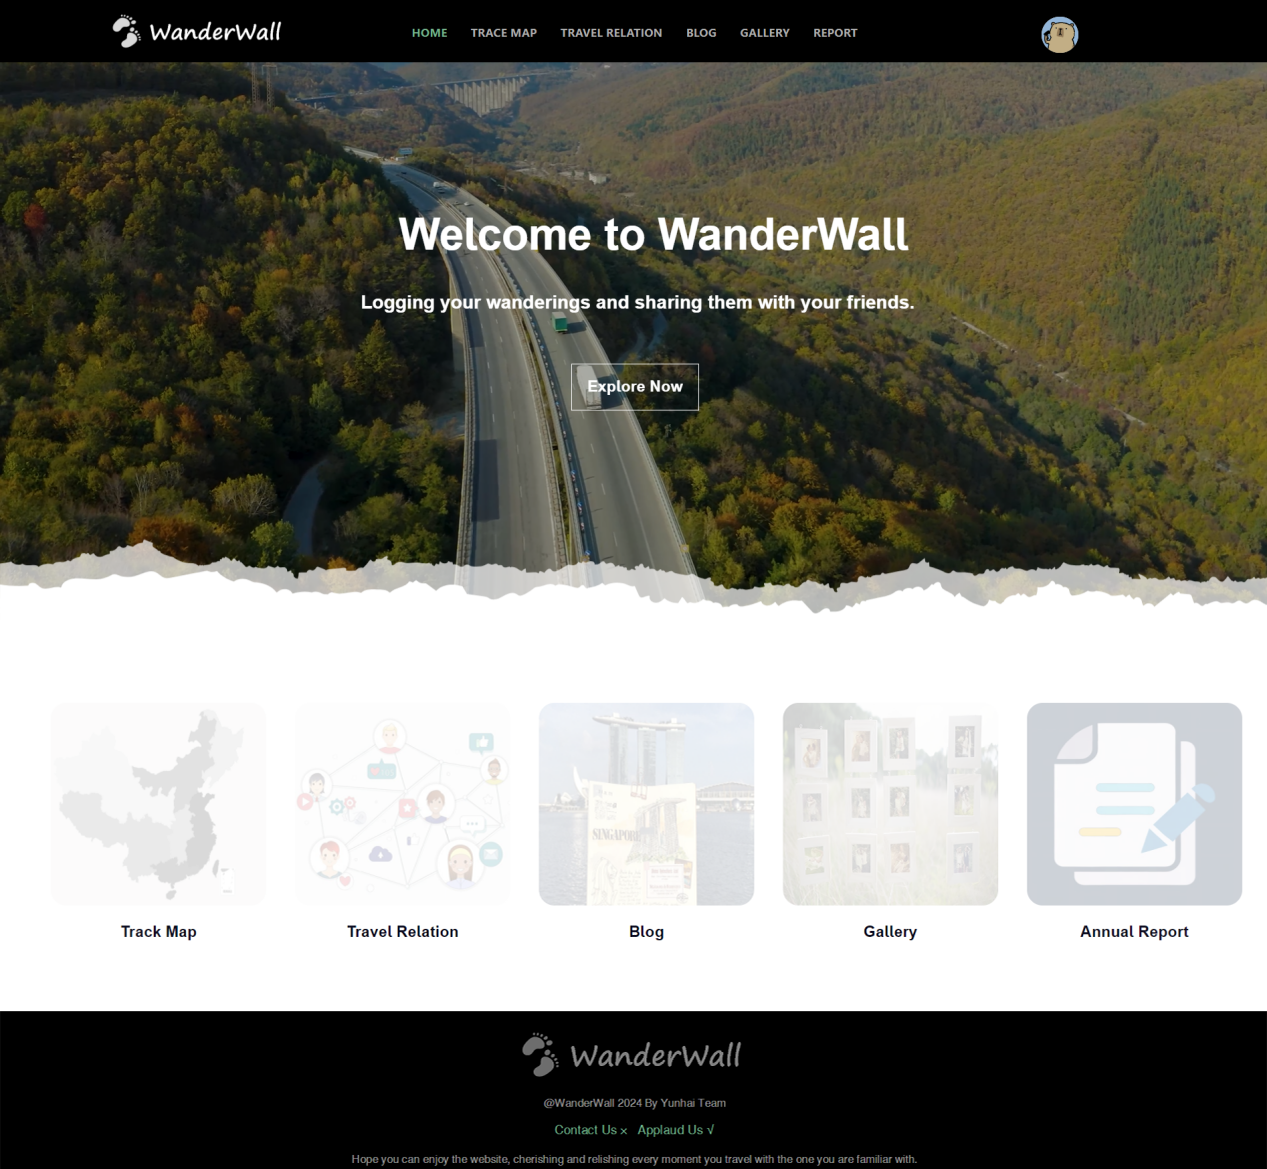 WanderWall
HOME TRACE MAP TRAVEL RELATION BLOG GALLERY REPORT
Welcome to WanderWall
Logging your wanderings and sharing them with your friends.
Explore Now
SINGAPORE
Track Map Travel Relation Blog Gallery Annual Report
WanderWall
@WanderWall 2024 By Yunhai Team
Contact Us × Applaud Us √
Hope you can enjoy the website, cherishing and relishing every moment you travel with the one you are familiar with.